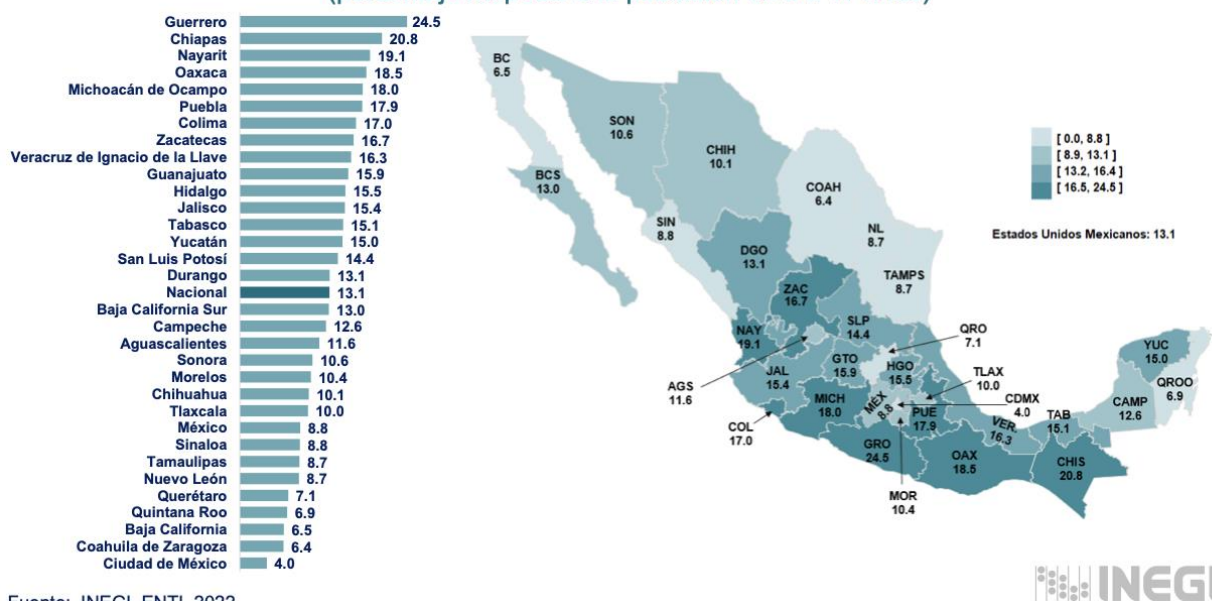 Guerrero 24.5
Chiapas 20.8
Nayarit 19.1
Oaxaca 18.5
Michoacán de Ocampo 18.0
Puebla 17.9
Colima 17.0
Zacatecas 16.7
Veracruz de Ignacio de la Llave 16.3
Guanajuato 15.9
Hidalgo 15.5
Jalisco 15.4
Tabasco 15.1
Yucatán 15.0
San Luis Potosí 14.4
Durango 13.1
Nacional 13.1
Baja California Sur 13.0
Campeche 12.6
Aguascalientes 11.6
Sonora 10.6
Morelos 10.4
Chihuahua 10.1
Tlaxcala 10.0
México 8.8
Sinaloa 8.8
Tamaulipas 8.7
Nuevo León 8.7
Querétaro 7.1
Quintana Roo 6.9
Baja California 6.5
Coahuila de Zaragoza 6.4
Ciudad de México 4.0
BC
6.5
SON
10.6
CHIH
10.1
BCS
13.0
COAH
6.4
SIN
8.8
NL
8.7
DGO
13.1
TAMPS
8.7
ZAC
16.7
NAY
19.1
SLP
14.4
QRO
7.1
JAL
15.4
GTO
15.9
HGO
15.5
TLAX
10.0
AGS
11.6
MICH
18.0
MÉX
8.8
PUE
17.9
CDMX
4.0
COL
17.0
GRO
24.5
MOR
10.4
OAX
18.5
VER.
16.3
TAB
15.1
CHIS
20.8
CAMP
12.6
YUC
15.0
QROO
6.9
[ 0.0, 8.8 ]
[ 8.9, 13.1 ]
[ 13.2, 16.4 ]
[ 16.5, 24.5 ]
Estados Unidos Mexicanos: 13.1
INEGI